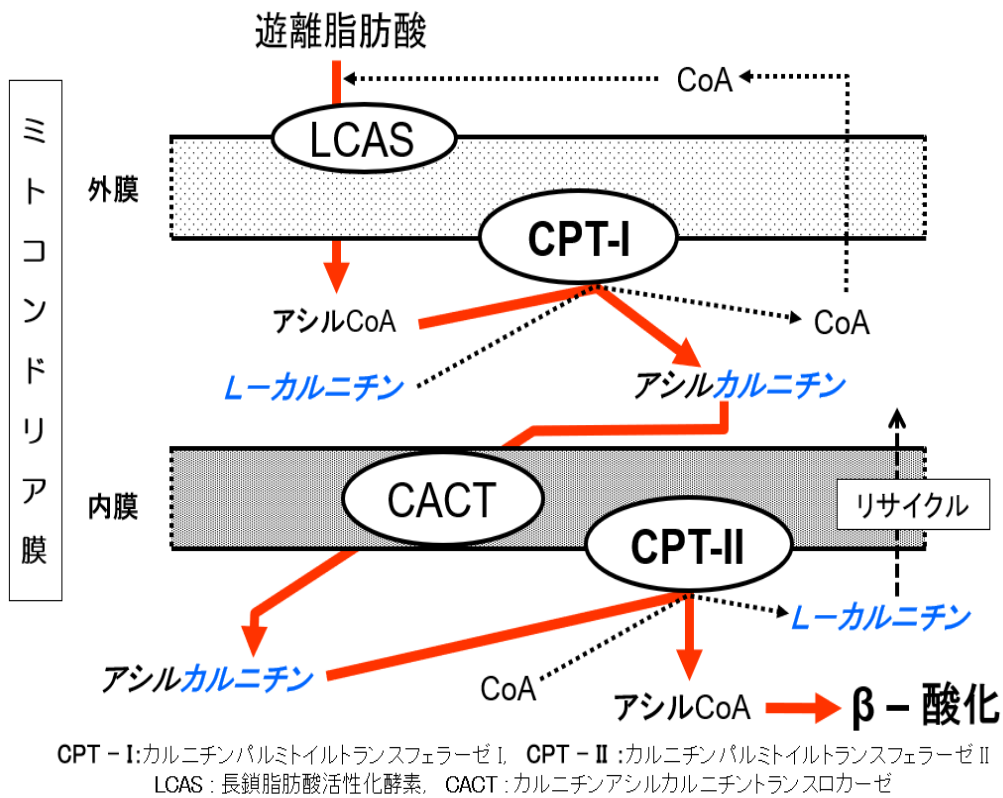 遊離脂肪酸
CoA
ミトコンドリア膜
LCAS
外膜
CPT-I
アシルCoA
CoA
L－カルニチン
アシルカルニチン
内膜
CACT
リサイクル
CPT-II
L－カルニチン
アシルカルニチン
CoA
アシルCoA
β – 酸化
CPT – I:カルニチンパルミトイルトランスフェラーゼ I, CPT – II :カルニチンパルミトイルトランスフェラーゼ II
LCAS : 長鎖脂肪酸活性化酵素, CACT : カルニチンアシルカルニチントランスロカーゼ